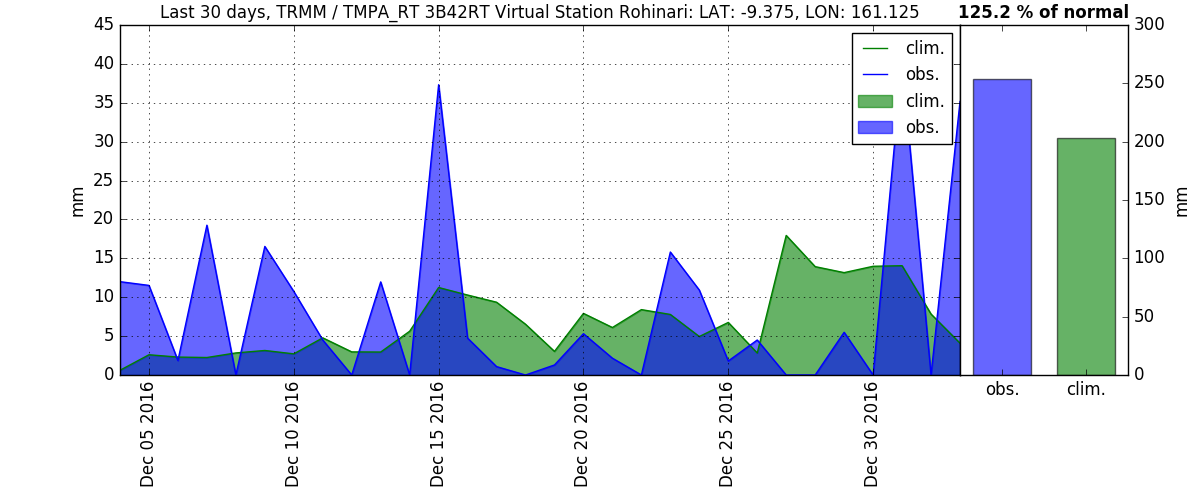 Last 30 days, TRMM / TMPA_RT 3B42RT Virtual Station Rohinari: LAT: -9.375, LON: 161.125
125.2 % of normal
45
40
35
30
25
20
15
10
5
0
mm
clim.
obs.
clim.
obs.
300
250
200
150
100
50
0
mm
Dec 05 2016
Dec 10 2016
Dec 15 2016
Dec 20 2016
Dec 25 2016
Dec 30 2016
obs.
clim.